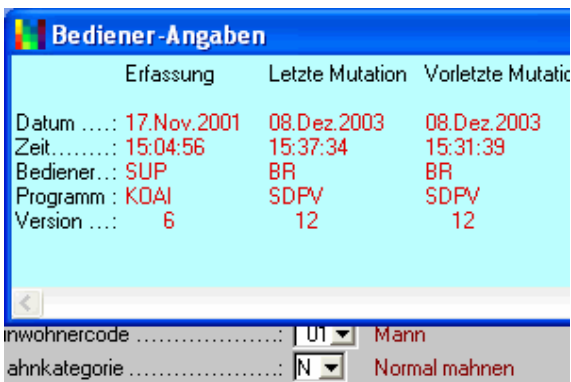 Bediener-Angaben
Erfassung Letzte Mutation Vorletzte Mutatio
Datum ....: 17.Nov.2001 08.Dez.2003 08.Dez.2003
Zeit........: 15:04:56 15:37:34 15:31:39
Bediener..: SUP BR BR
Programm : KOAI SDPV SDPV
Version ...: 6 12 12
inwohnercode ....................: 01 Mann
ahnkategorie .....................: N Normal mahnen